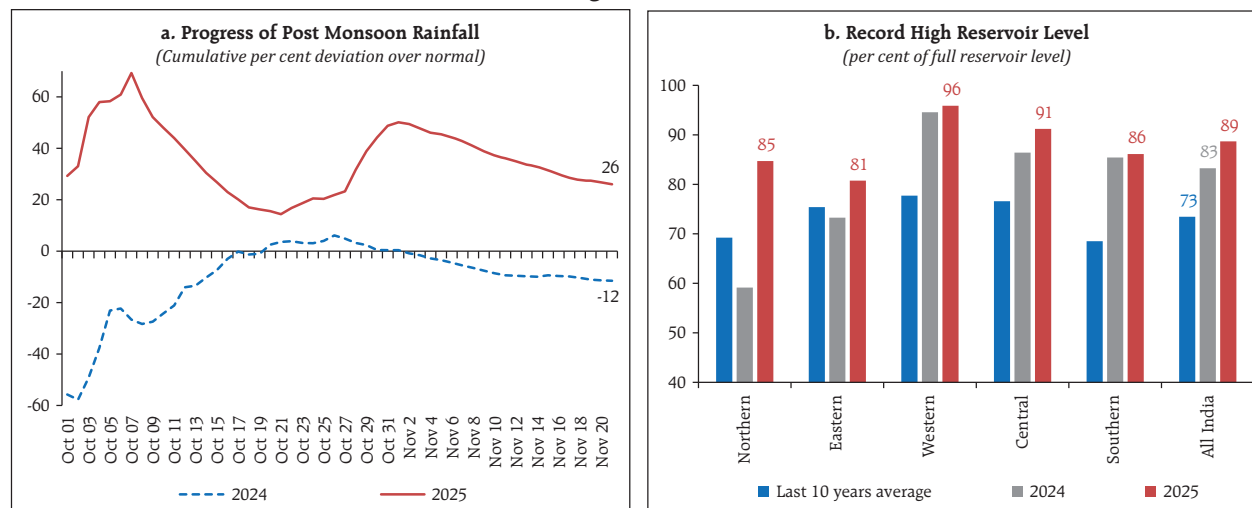 a. Progress of Post Monsoon Rainfall
(Cumulative per cent deviation over normal)
60
40
20
0
-20
-40
-60
26
-12
Oct 01
Oct 03
Oct 05
Oct 07
Oct 09
Oct 11
Oct 13
Oct 15
Oct 17
Oct 19
Oct 21
Oct 23
Oct 25
Oct 27
Oct 29
Oct 31
Nov 2
Nov 4
Nov 6
Nov 8
Nov 10
Nov 12
Nov 14
Nov 16
Nov 18
Nov 20
2024
2025
b. Record High Reservoir Level
(per cent of full reservoir level)
100
90
80
70
60
50
40
85
81
96
91
86
73
83
89
Northern
Eastern
Western
Central
Southern
All India
Last 10 years average
2024
2025